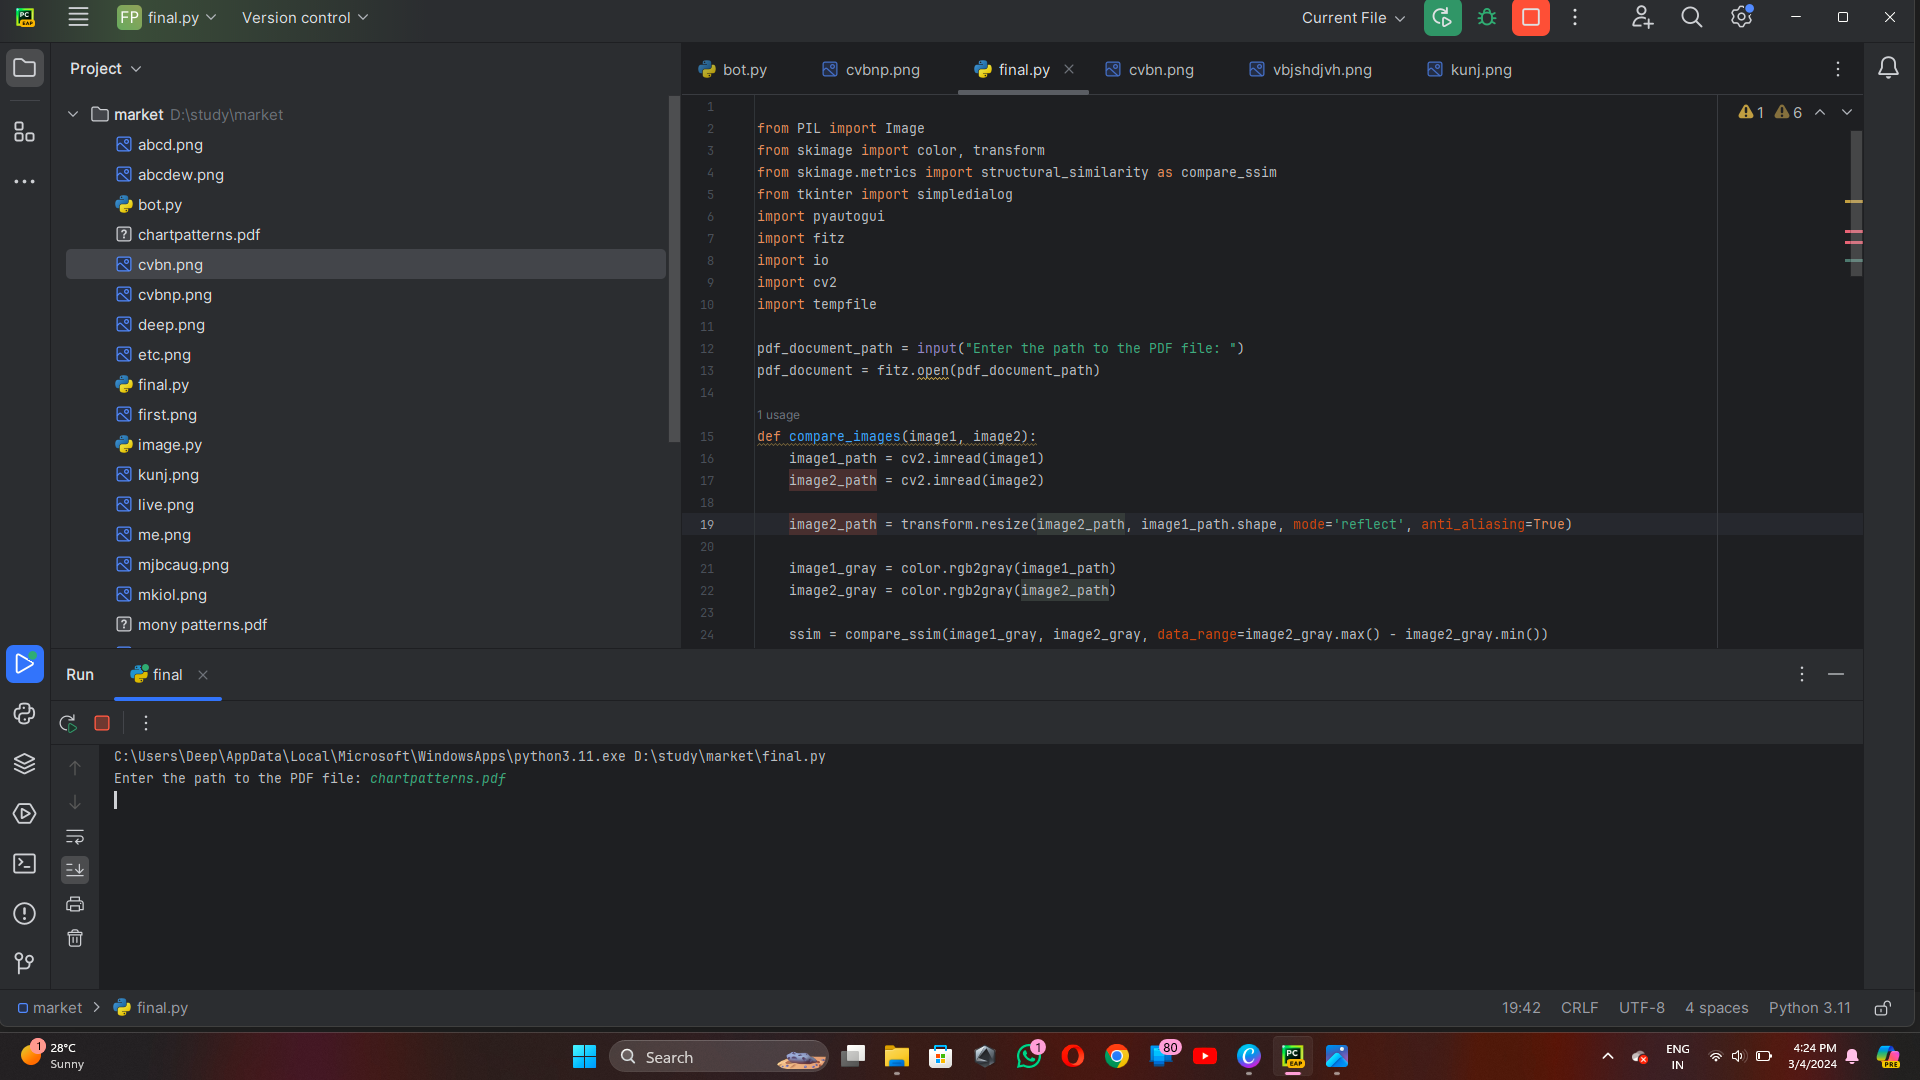 FP final.py Version control Current File
Project
bot.py cvbnp.png final.py cvbn.png vbjshdjvh.png kunj.png
market D:\study\market
abcd.png
abcdew.png
bot.py
chartpatterns.pdf
cvbn.png
cvbnp.png
deep.png
etc.png
final.py
first.png
image.py
kunj.png
live.png
me.png
mjbcaug.png
mkiol.png
mony patterns.pdf
1 6
1
2 from PIL import Image
3 from skimage import color, transform
4 from skimage.metrics import structural_similarity as compare_ssim
5 from tkinter import simpledialog
6 import pyautogui
7 import fitz
8 import io
9 import cv2
10 import tempfile
11
12 pdf_document_path = input("Enter the path to the PDF file: ")
13 pdf_document = fitz.open(pdf_document_path)
14
1 usage
15 def compare_images(image1, image2):
16 image1_path = cv2.imread(image1)
17 image2_path = cv2.imread(image2)
18
19 image2_path = transform.resize(image2_path, image1_path.shape, mode='reflect', anti_aliasing=True)
20
21 image1_gray = color.rgb2gray(image1_path)
22 image2_gray = color.rgb2gray(image2_path)
23
24 ssim = compare_ssim(image1_gray, image2_gray, data_range=image2_gray.max() - image2_gray.min())
Run final
C:\Users\Deep\AppData\Local\Microsoft\WindowsApps\python3.11.exe D:\study\market\final.py
Enter the path to the PDF file: chartpatterns.pdf
market final.py 19:42 CRLF UTF-8 4 spaces Python 3.11
1 28°C
Sunny
Search
1
80
PC
EAP
ENG
IN
4:24 PM
3/4/2024
PRE